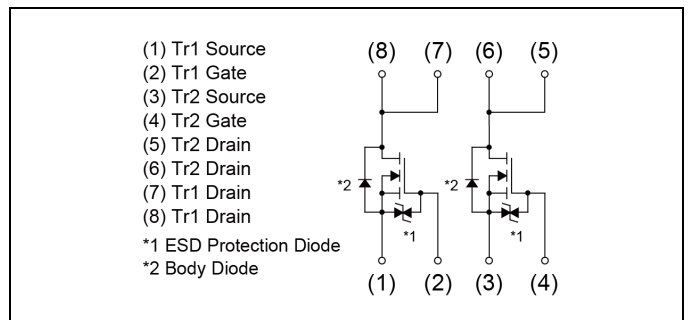 (1) Tr1 Source
(2) Tr1 Gate
(3) Tr2 Source
(4) Tr2 Gate
(5) Tr2 Drain
(6) Tr2 Drain
(7) Tr1 Drain
(8) Tr1 Drain
*1 ESD Protection Diode
*2 Body Diode
(8) (7) (6) (5)
*2 *2
*1 *1
(1) (2) (3) (4)